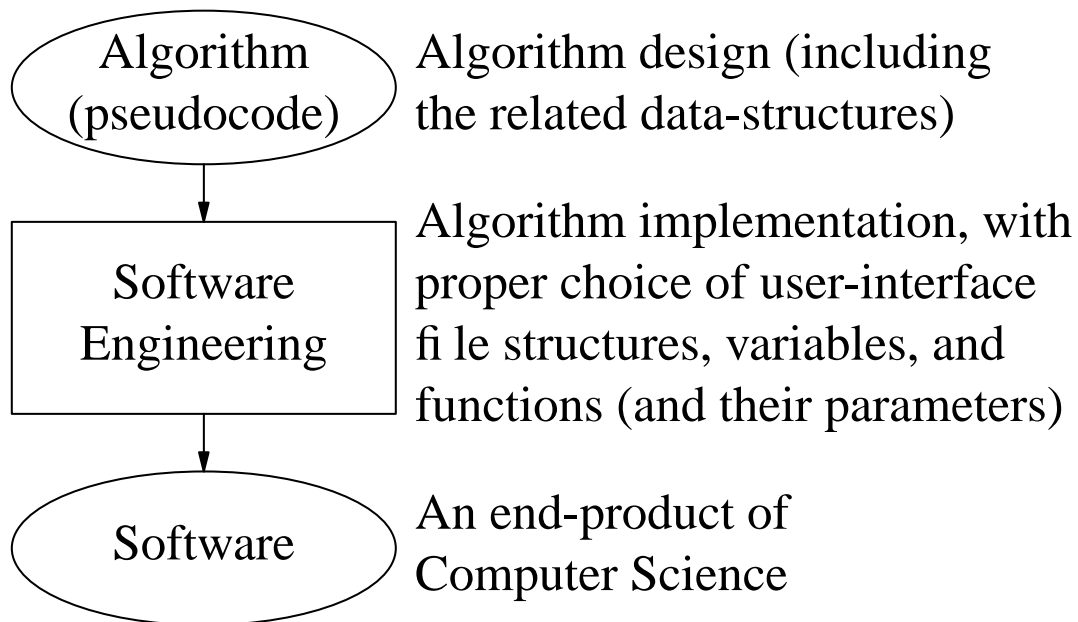 Algorithm
(pseudocode)
Algorithm design (including
the related data-structures)
Software
Engineering
Algorithm implementation, with
proper choice of user-interface
fi le structures, variables, and
functions (and their parameters)
Software
An end-product of
Computer Science